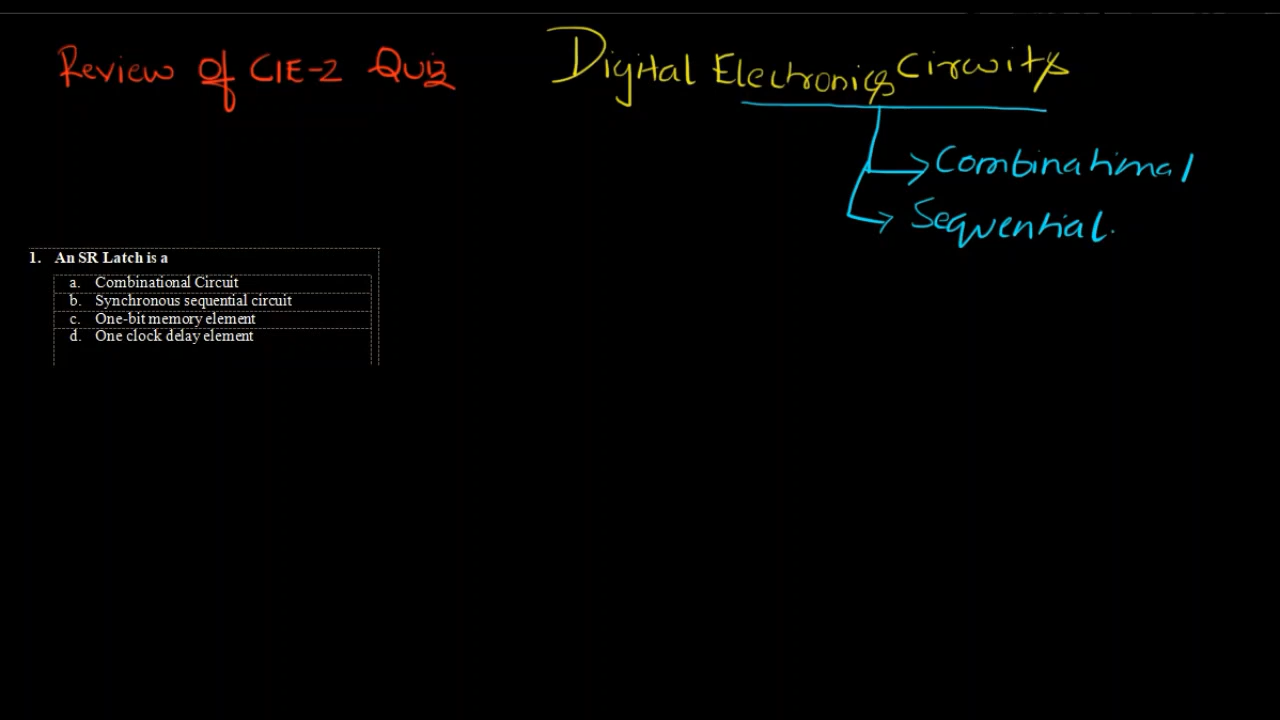 Review Of CIE-2 Quiz
Digital Electronics Circuits
Combinational
Sequential.
1. An SR Latch is a
a. Combinational Circuit
b. Synchronous sequential circuit
c. One-bit memory element
d. One clock delay element